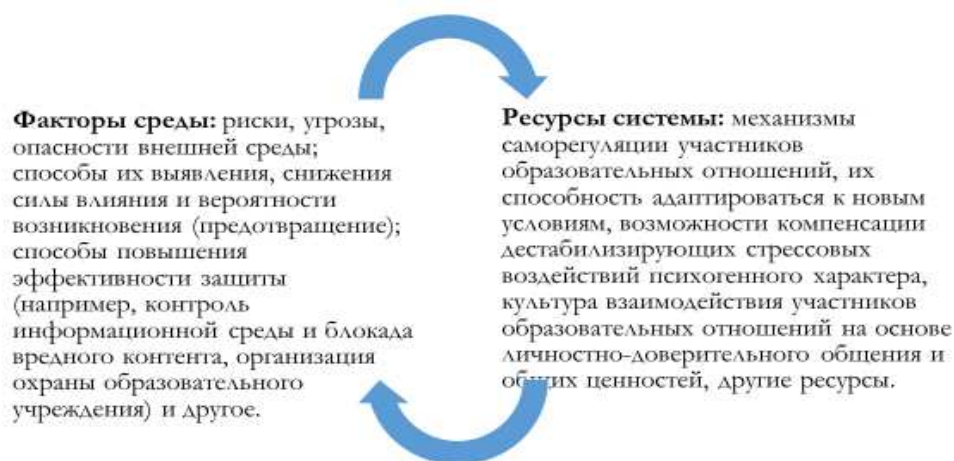 Факторы среды: риски, угрозы,
опасности внешней среды;
способы их выявления, снижения
силы влияния и вероятности
возникновения (предотвращение);
способы повышения
эффективности защиты
(например, контроль
информационной среды и блокада
вредного контента, организация
охраны образовательного
учреждения) и другое.
Ресурсы системы: механизмы
саморегуляции участников
образовательных отношений, их
способность адаптироваться к новым
условиям, возможности компенсации
дестабилизирующих стрессовых
воздействий психогенного характера,
культура взаимодействия участников
образовательных отношений на основе
личностно-доверительного общения и
общих ценностей, другие ресурсы.